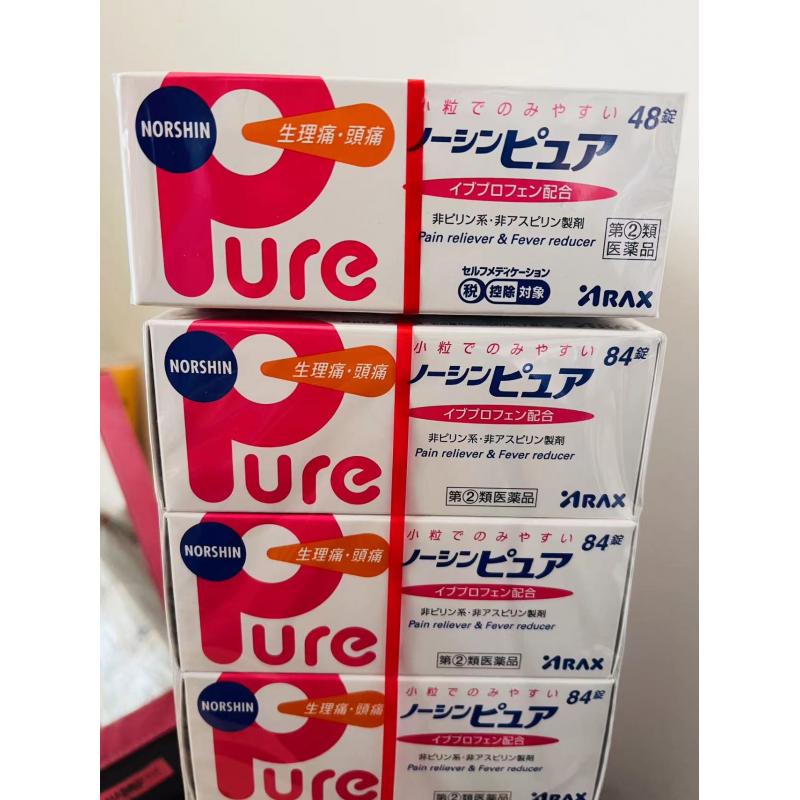 NORSHIN
Pure
生理痛・頭痛
小粒でのみやすい
48錠
ノーシンピュア
イブプロフェン配合
非ピリン系・非アスピリン製剤
Pain reliever & Fever reducer
指②類
医薬品
セルフメディケーション
税 控除 対象
ARAX
NORSHIN
Pure
生理痛・頭痛
小粒でのみやすい
84錠
ノーシンピュア
イブプロフェン配合
非ピリン系・非アスピリン製剤
Pain reliever & Fever reducer
第②類医薬品
ARAX
NORSHIN
Pure
生理痛・頭痛
小粒でのみやすい
84錠
ノーシンピュア
イブプロフェン配合
非ピリン系・非アスピリン製剤
Pain reliever & Fever reducer
第②類医薬品
ARAX
NORSHIN
Pure
生理痛・頭痛
小粒でのみやすい
84錠
ノーシンピュア
イブプロフェン配合
非ピリン系・非アスピリン製剤
Pain reliever & Fever reducer
第②類医薬品
ARAX